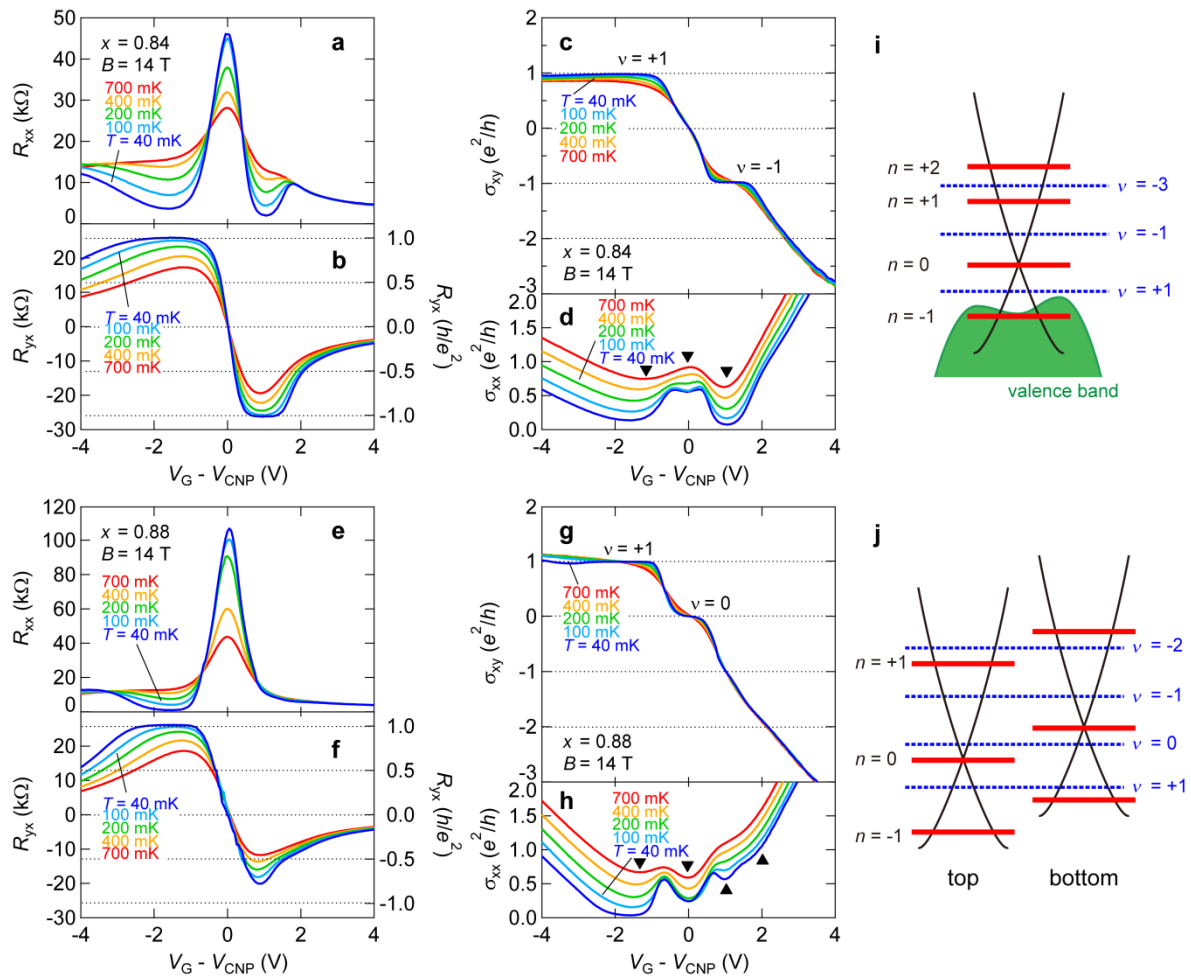 a
x = 0.84
B = 14 T
700 mK
400 mK
200 mK
100 mK
T = 40 mK
50
40
30
20
10
0
Rxx (kΩ)
b
T = 40 mK
100 mK
200 mK
400 mK
700 mK
20
10
0
-10
-20
-30
Ryx (kΩ)
1.0
0.5
0.0
-0.5
-1.0
Ryx (h/e²)
-4 -2 0 2 4
VG - VCNP (V)
c
ν = +1
T = 40 mK
100 mK
200 mK
400 mK
700 mK
ν = -1
x = 0.84
B = 14 T
2
1
0
-1
-2
-3
σxy (e²/h)
d
700 mK
400 mK
200 mK
100 mK
T = 40 mK
2.0
1.5
1.0
0.5
0.0
σxx (e²/h)
-4 -2 0 2 4
VG - VCNP (V)
i
n = +2
n = +1
n = 0
n = -1
ν = -3
ν = -1
ν = +1
valence band
e
x = 0.88
B = 14 T
700 mK
400 mK
200 mK
100 mK
T = 40 mK
120
100
80
60
40
20
0
Rxx (kΩ)
f
T = 40 mK
100 mK
200 mK
400 mK
700 mK
20
10
0
-10
-20
-30
Ryx (kΩ)
1.0
0.5
0.0
-0.5
-1.0
Ryx (h/e²)
-4 -2 0 2 4
VG - VCNP (V)
g
ν = +1
700 mK
400 mK
200 mK
100 mK
T = 40 mK
ν = 0
x = 0.88
B = 14 T
2
1
0
-1
-2
-3
σxy (e²/h)
h
700 mK
400 mK
200 mK
100 mK
T = 40 mK
2.0
1.5
1.0
0.5
0.0
σxx (e²/h)
-4 -2 0 2 4
VG - VCNP (V)
j
n = +1
n = 0
n = -1
ν = -2
ν = -1
ν = 0
ν = +1
top
bottom